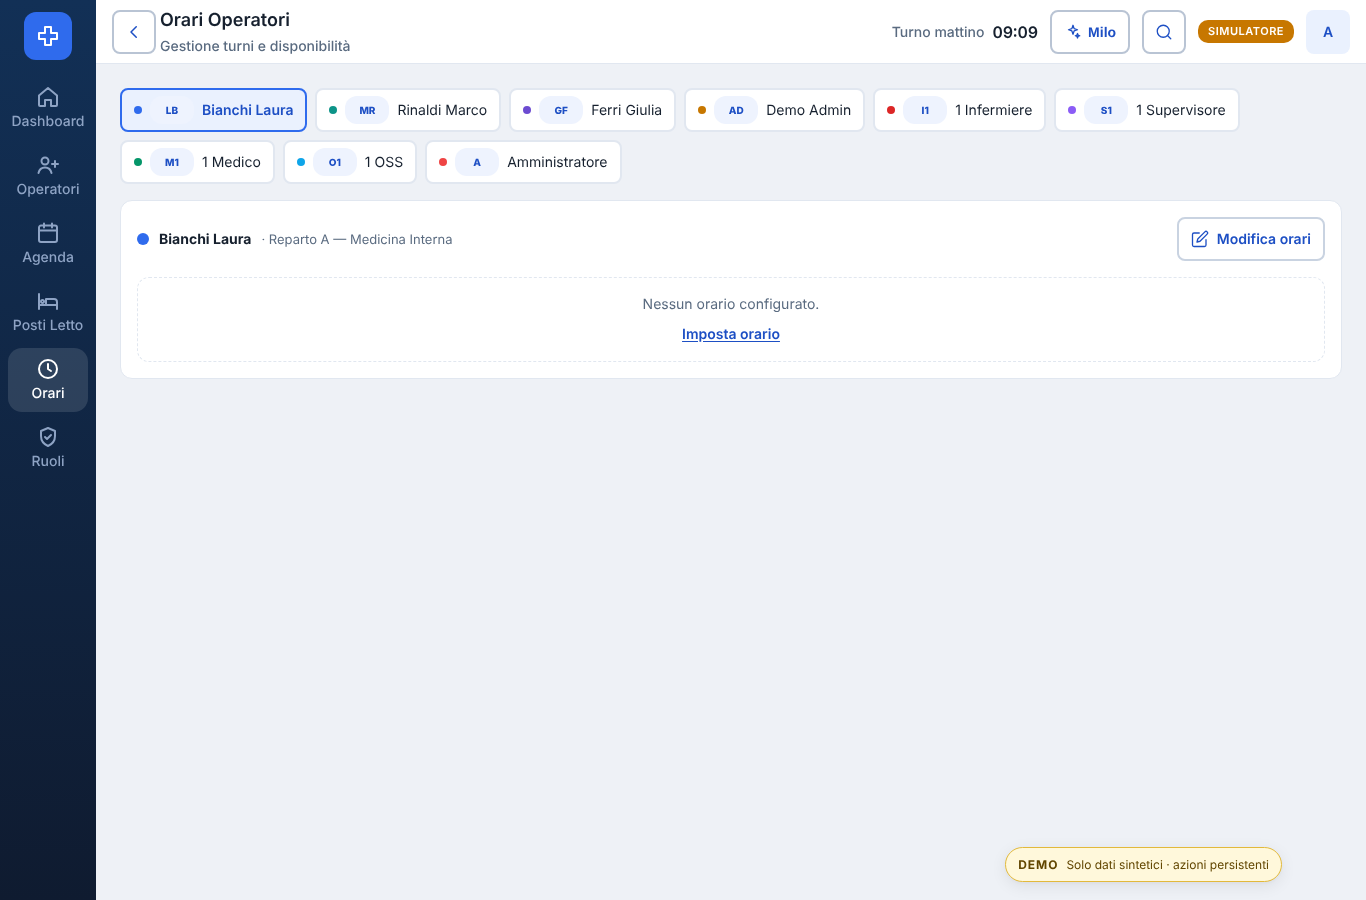 Orari Operatori
Gestione turni e disponibilità
Turno mattino 09:09
Milo
SIMULATORE
A
Dashboard
Operatori
Agenda
Posti Letto
Orari
Ruoli
LB Bianchi Laura
MR Rinaldi Marco
GF Ferri Giulia
AD Demo Admin
I1 1 Infermiere
S1 1 Supervisore
M1 1 Medico
O1 1 OSS
A Amministratore
Bianchi Laura · Reparto A — Medicina Interna
Modifica orari
Nessun orario configurato.
Imposta orario
DEMO Solo dati sintetici · azioni persistenti